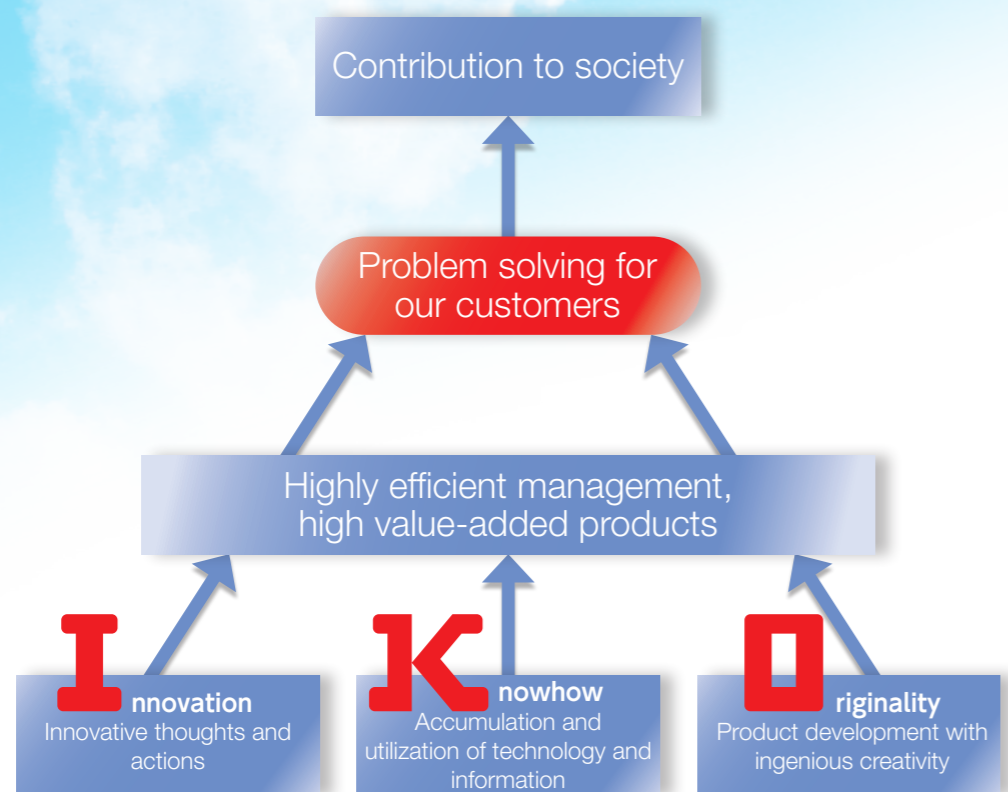 Contribution to society
Problem solving for
our customers
Highly efficient management,
high value-added products
Innovation
Innovative thoughts and
actions
Knowhow
Accumulation and
utilization of technology and
information
Originality
Product development with
ingenious creativity